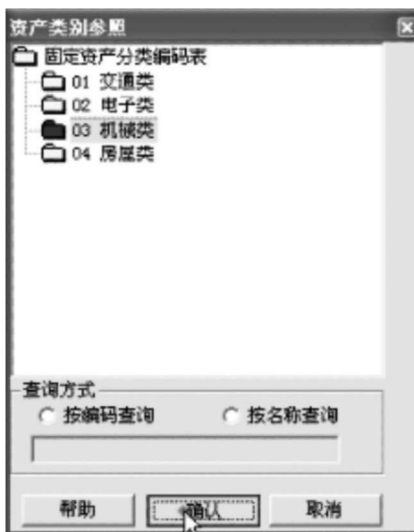 资产类别参照
固定资产分类编码表
01 交通类
02 电子类
03 机械类
04 房屋类
查询方式
按编码查询 按名称查询
帮助 确认 取消